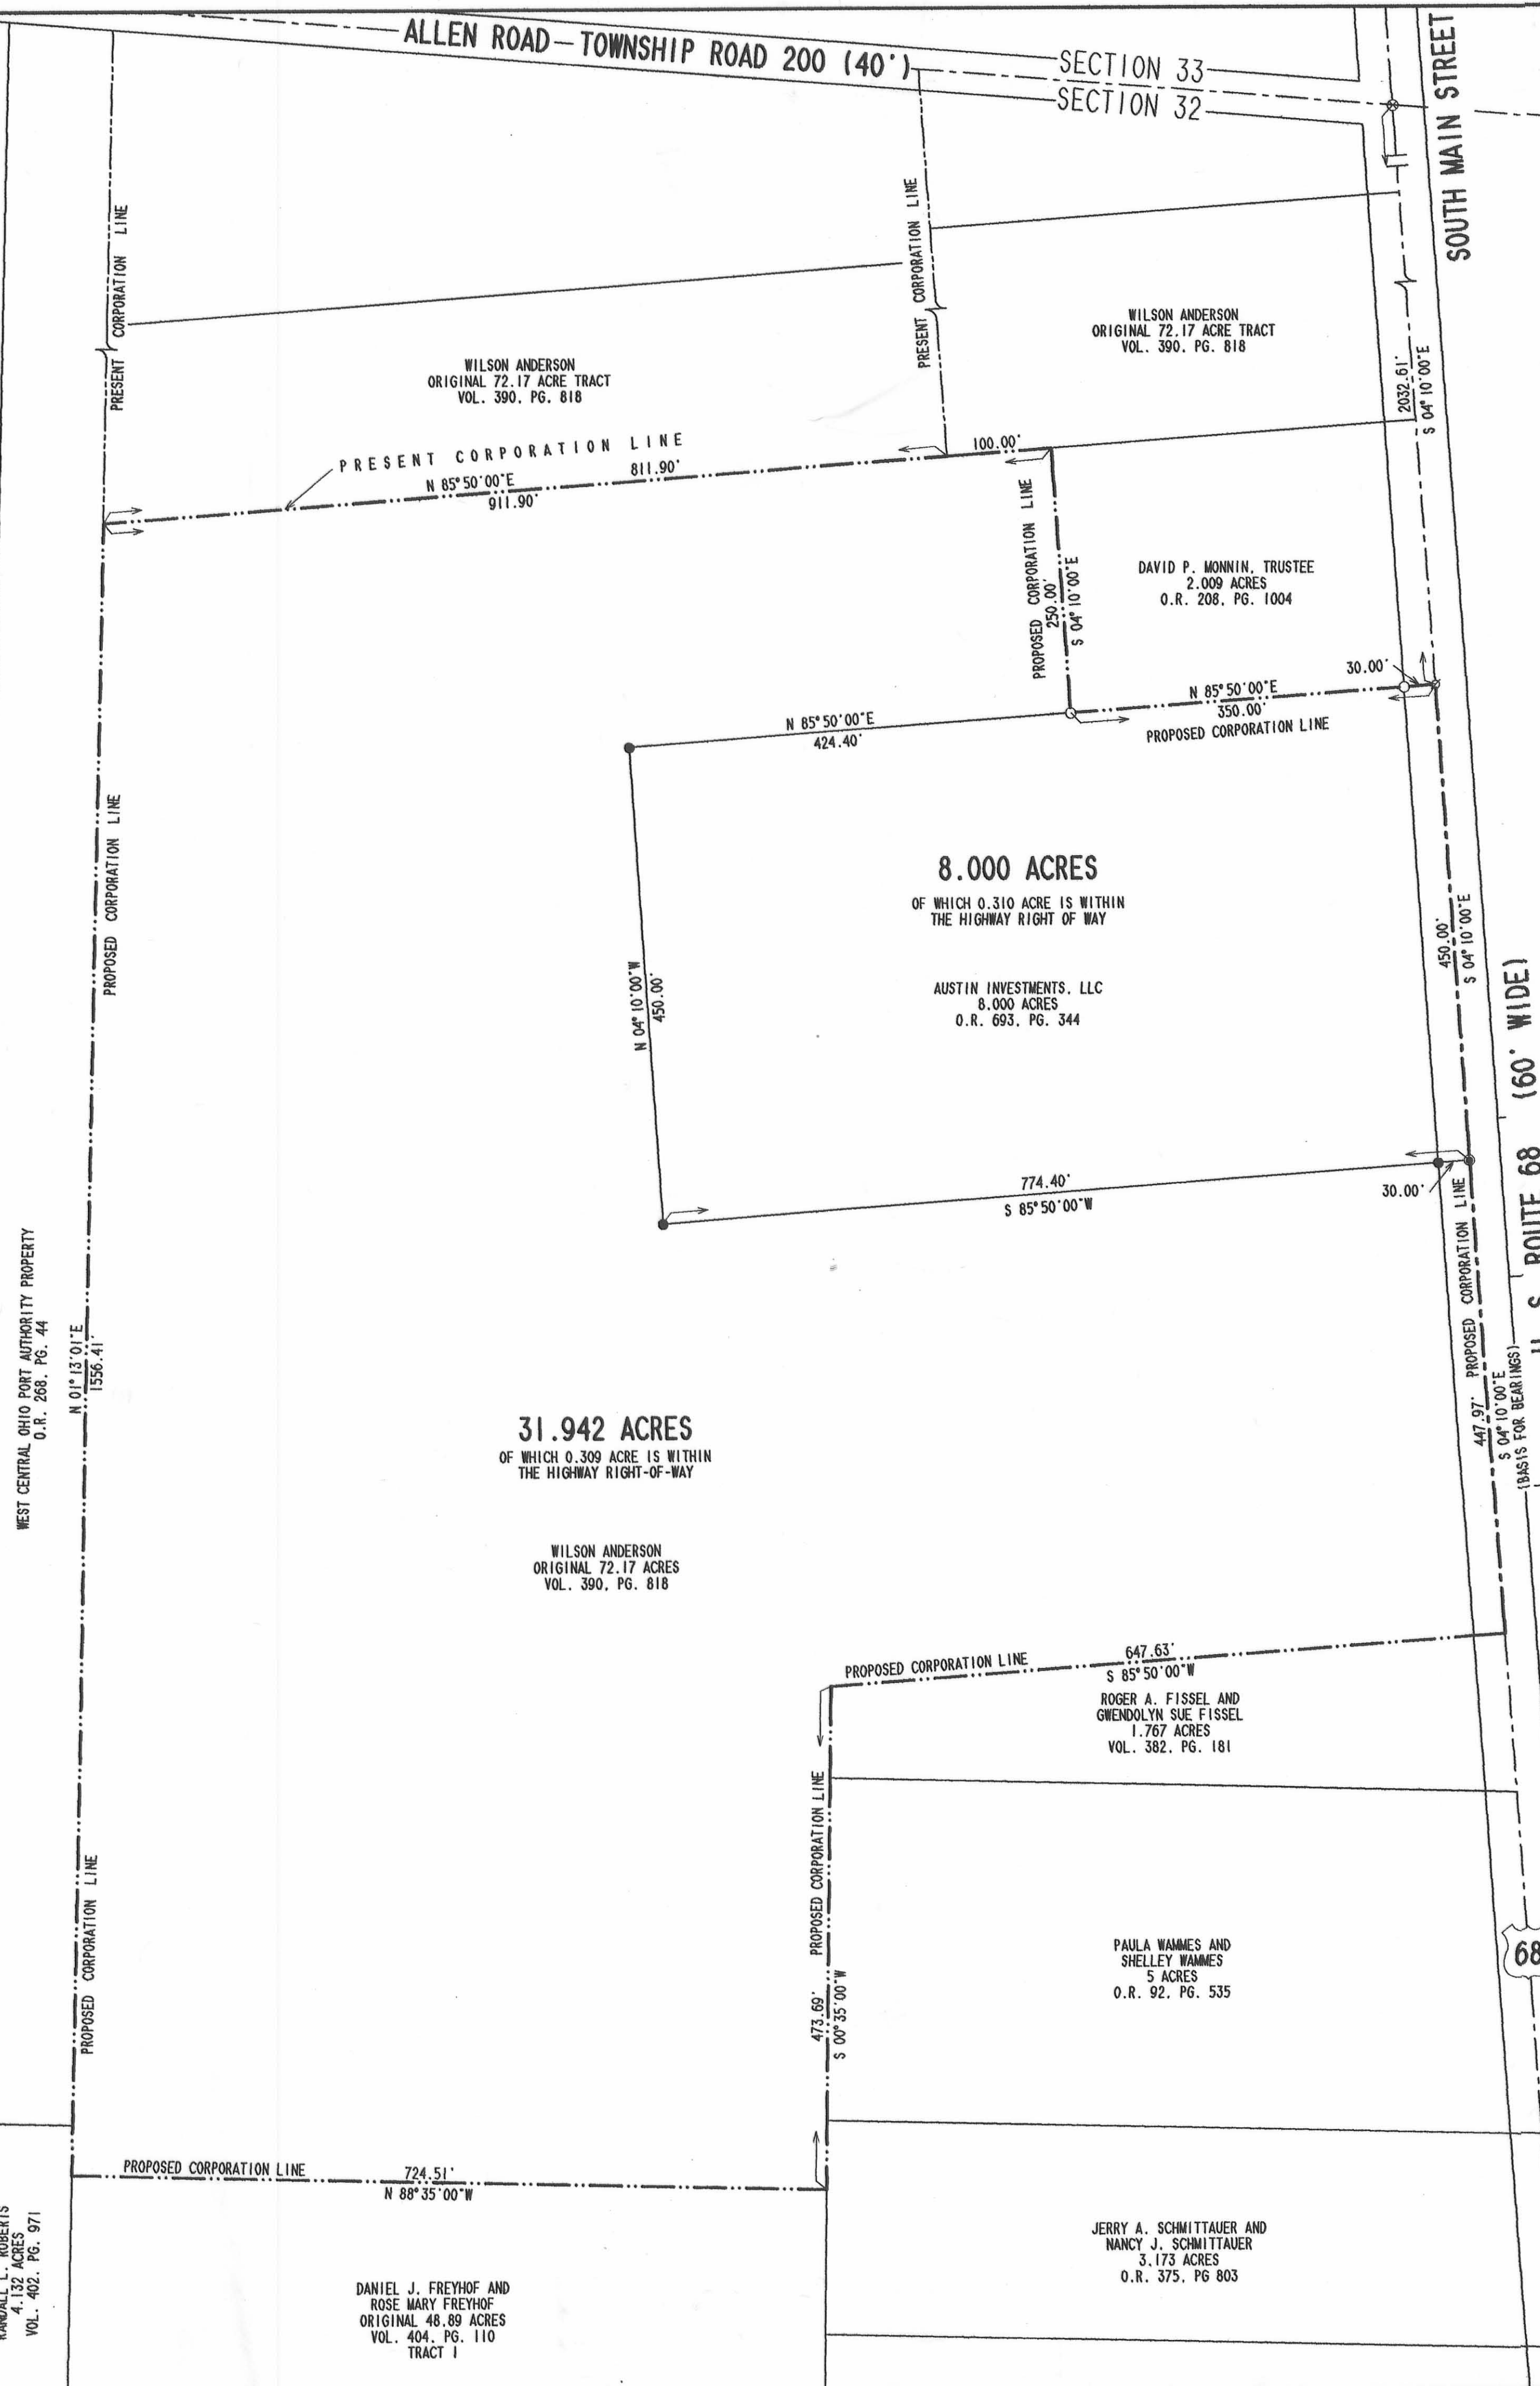 ALLEN ROAD—TOWNSHIP ROAD 200 (40')
SECTION 33
SECTION 32
SOUTH MAIN STREET
PRESENT CORPORATION LINE
PRESENT CORPORATION LINE
WILSON ANDERSON
ORIGINAL 72.17 ACRE TRACT
VOL. 390, PG. 818
WILSON ANDERSON
ORIGINAL 72.17 ACRE TRACT
VOL. 390, PG. 818
2032.61'
S 04°10'00"E
PRESENT CORPORATION LINE
N 85°50'00"E
811.90'
911.90'
100.00'
PROPOSED CORPORATION LINE
250.00'
S 04°10'00"E
DAVID P. MONNIN, TRUSTEE
2.009 ACRES
O.R. 208, PG. 1004
30.00'
N 85°50'00"E
350.00'
PROPOSED CORPORATION LINE
N 85°50'00"E
424.40'
PROPOSED CORPORATION LINE
8.000 ACRES
OF WHICH 0.310 ACRE IS WITHIN
THE HIGHWAY RIGHT OF WAY
AUSTIN INVESTMENTS, LLC
8.000 ACRES
O.R. 693, PG. 344
N 04°10'00"W
450.00'
450.00'
S 04°10'00"E
ROUTE 68 (60' WIDE)
774.40'
S 85°50'00"W
30.00'
WEST CENTRAL OHIO PORT AUTHORITY PROPERTY
O.R. 268, PG. 44
N 01°13'01"E
1556.41'
447.97' PROPOSED CORPORATION LINE
S 04°10'00"E
(BASIS FOR BEARINGS)
31.942 ACRES
OF WHICH 0.309 ACRE IS WITHIN
THE HIGHWAY RIGHT-OF-WAY
WILSON ANDERSON
ORIGINAL 72.17 ACRES
VOL. 390, PG. 818
PROPOSED CORPORATION LINE
647.63'
S 85°50'00"W
ROGER A. FISSEL AND
GWENDOLYN SUE FISSEL
1.767 ACRES
VOL. 382, PG. 181
PROPOSED CORPORATION LINE
473.69' PROPOSED CORPORATION LINE
S 00°35'00"W
PAULA WAMMES AND
SHELLEY WAMMES
5 ACRES
O.R. 92, PG. 535
68
PROPOSED CORPORATION LINE
724.51'
N 88°35'00"W
L. ROBERTS
4.132 ACRES
VOL. 402, PG. 971
DANIEL J. FREYHOF AND
ROSE MARY FREYHOF
ORIGINAL 48.89 ACRES
VOL. 404, PG. 110
TRACT 1
JERRY A. SCHMITTAUER AND
NANCY J. SCHMITTAUER
3.173 ACRES
O.R. 375, PG 803